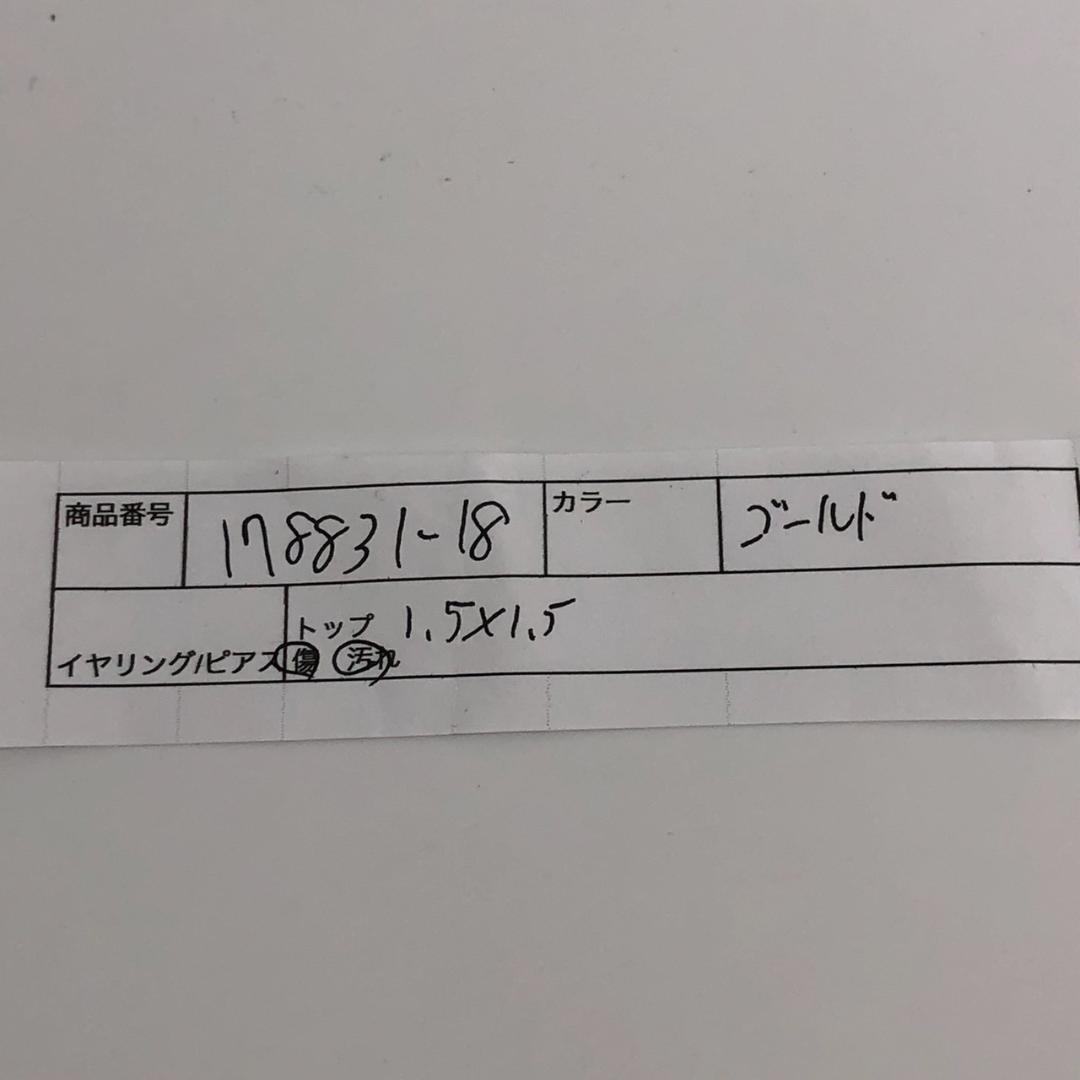 商品番号 178831-18 カラー ゴールド
トップ 1.5×1.5
イヤリング/ピアス 傷 汚れ